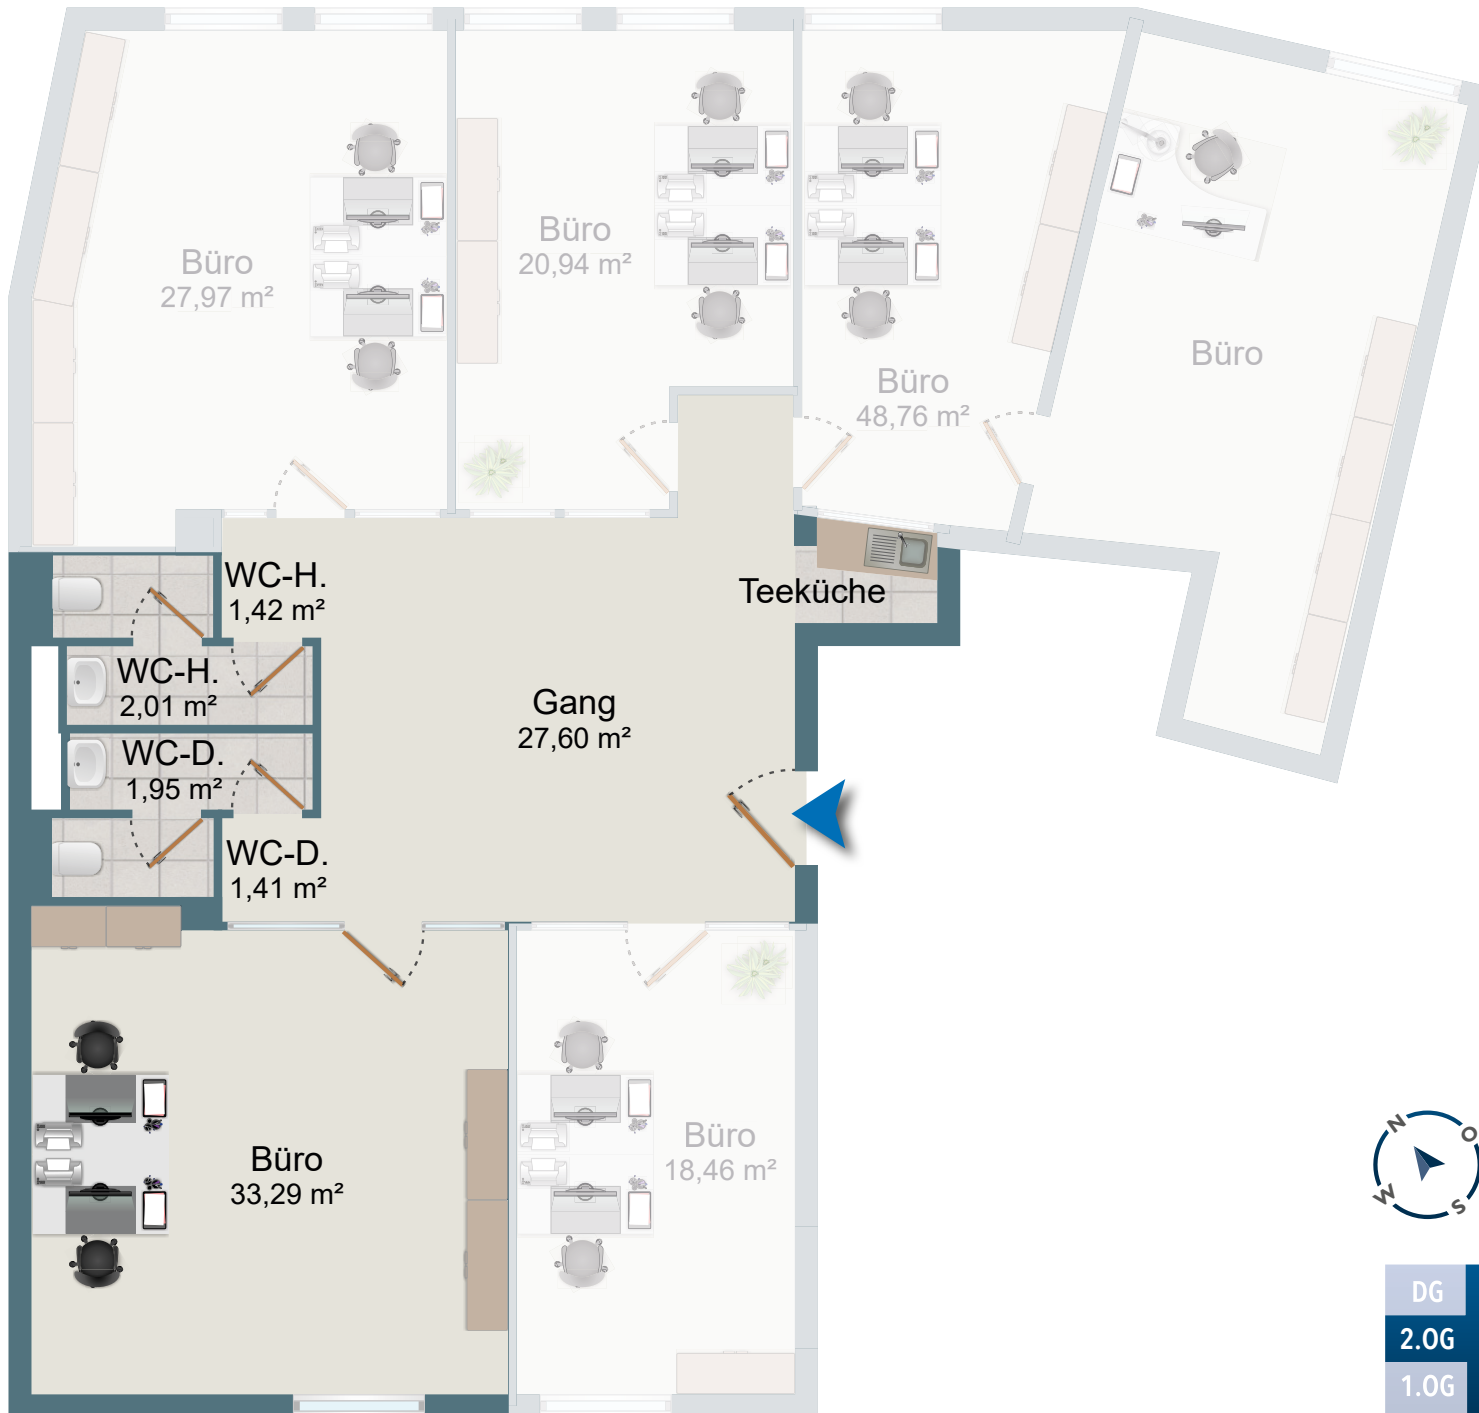 Büro
27,97 m²
Büro
20,94 m²
Büro
48,76 m²
Büro
WC-H.
1,42 m²
Teeküche
WC-H.
2,01 m²
Gang
27,60 m²
WC-D.
1,95 m²
WC-D.
1,41 m²
Büro
33,29 m²
Büro
18,46 m²
N
O
W
S
DG
2.OG
1.OG